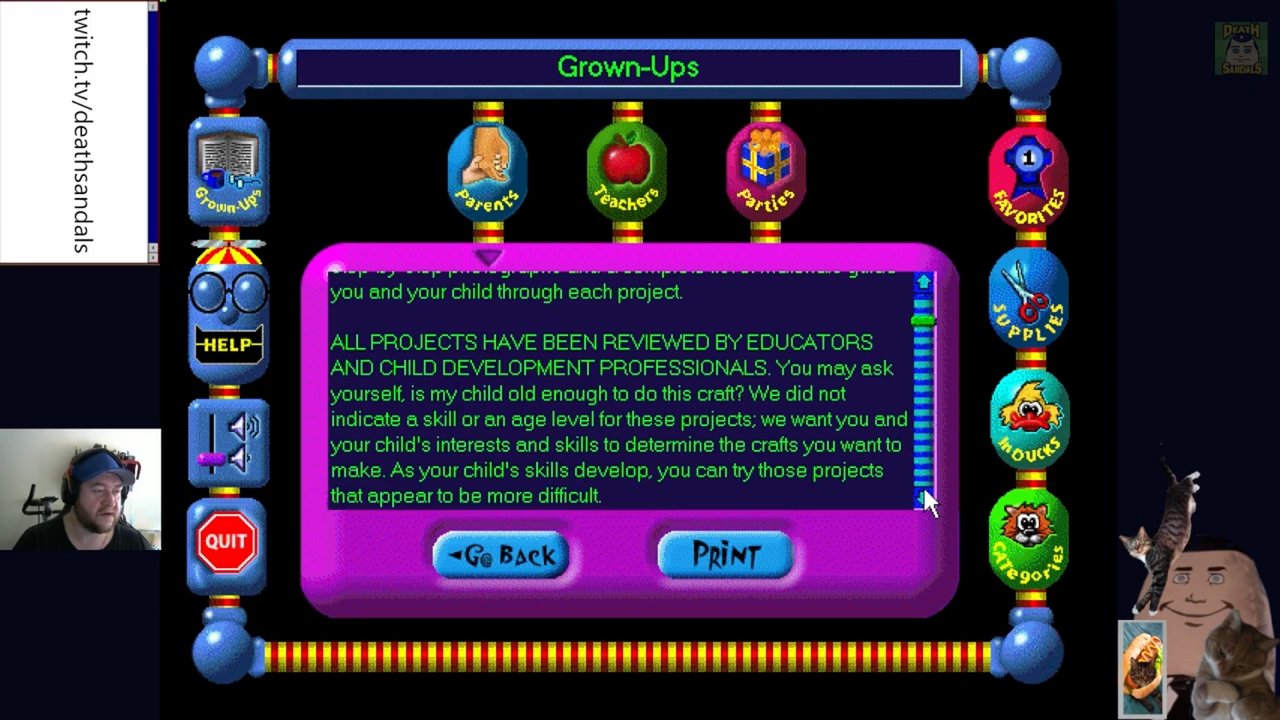 twitch.tv/deathsandals
DEATH
SANDALS
Grown-Ups
Grown-Ups
Parents
Teachers
Parties
1
FAVORITES
HELP
SUPPLIES
you and your child through each project.
ALL PROJECTS HAVE BEEN REVIEWED BY EDUCATORS
AND CHILD DEVELOPMENT PROFESSIONALS. You may ask
yourself, is my child old enough to do this craft? We did not
indicate a skill or an age level for these projects; we want you and
your child's interests and skills to determine the crafts you want to
make. As your child's skills develop, you can try those projects
that appear to be more difficult.
InDUCKS
QUIT
Go Back
PRINT
CATEGORIES